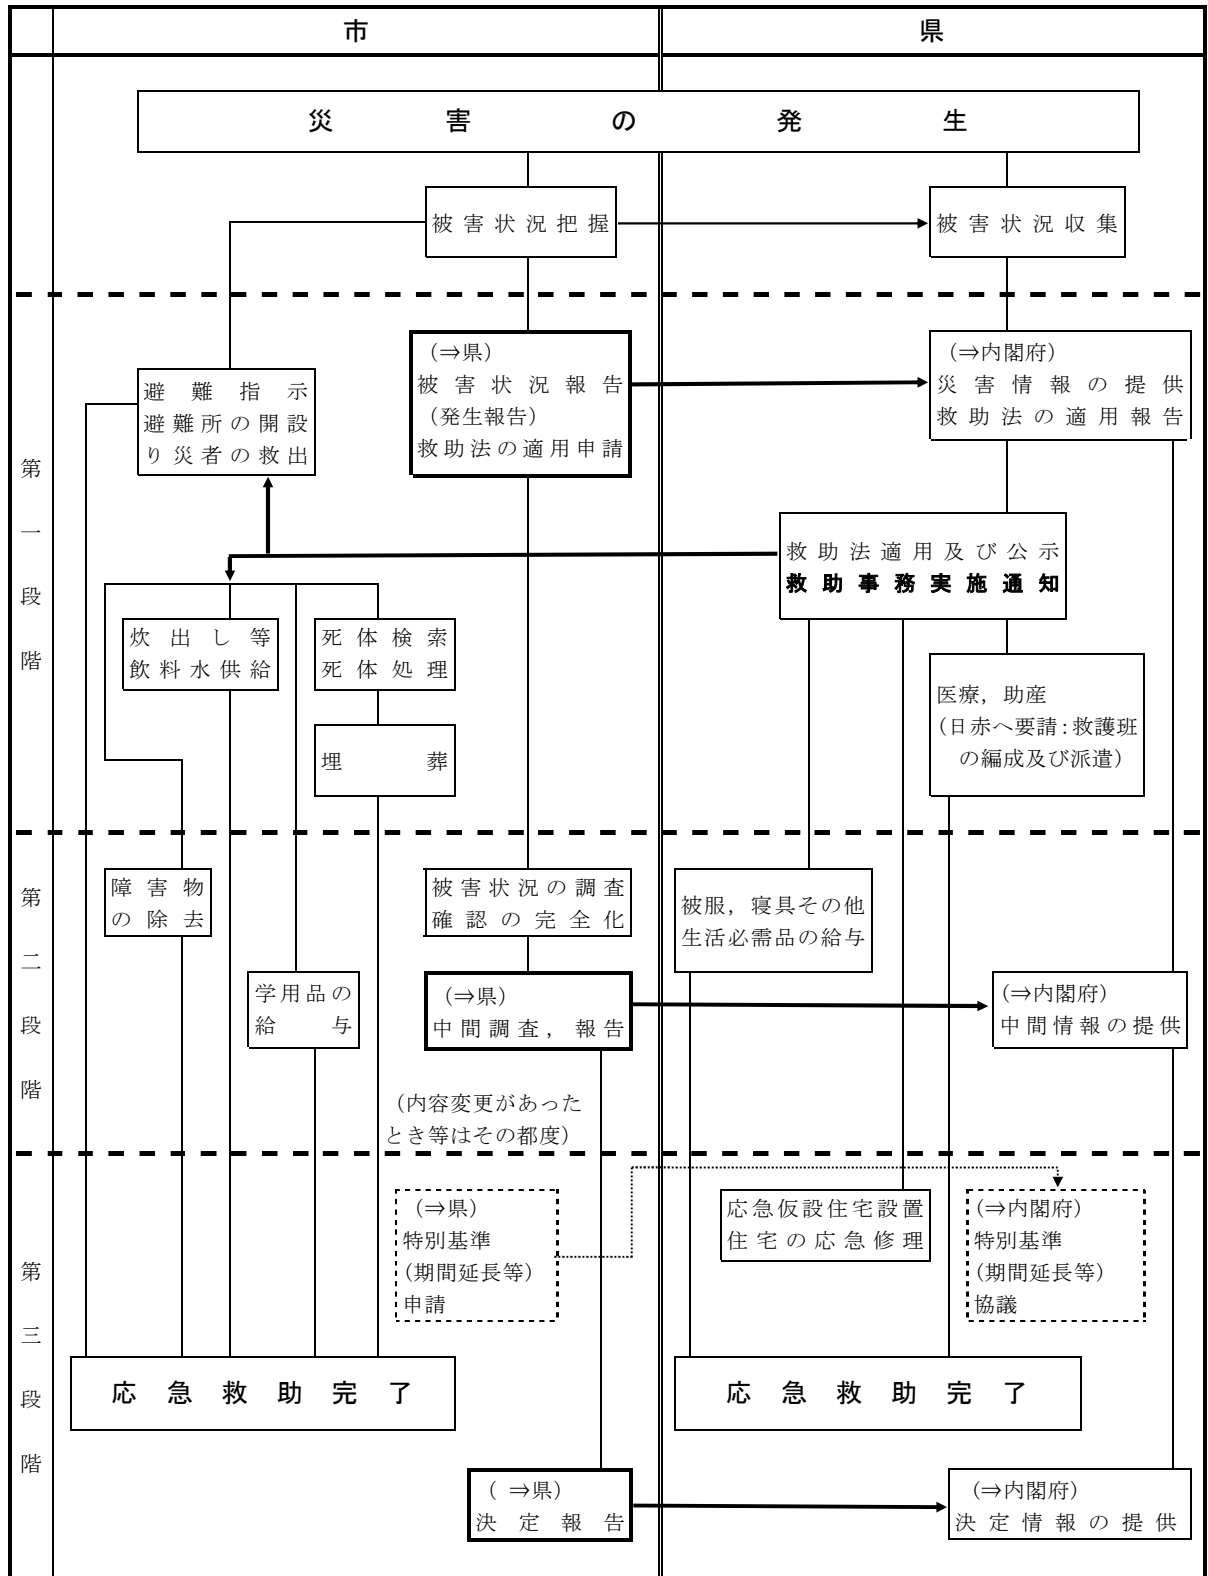 市
県
災害の発生
被害状況把握
被害状況収集
第一段階
避難指示
避難所の開設
り災者の救出
(⇒県)
被害状況報告
(発生報告)
救助法の適用申請
(⇒内閣府)
災害情報の提供
救助法の適用報告
救助法適用及び公示
救助事務実施通知
炊出し等
飲料水供給
死体検索
死体処理
埋葬
医療，助産
(日赤へ要請：救護班
の編成及び派遣)
第二段階
障害物
の除去
被害状況の調査
確認の完全化
被服，寝具その他
生活必需品の給与
学用品の
給与
(⇒県)
中間調査，報告
(⇒内閣府)
中間情報の提供
(内容変更があった
とき等はその都度)
第三段階
(⇒県)
特別基準
(期間延長等)
申請
応急仮設住宅設置
住宅の応急修理
(⇒内閣府)
特別基準
(期間延長等)
協議
応急救助完了
応急救助完了
( ⇒県)
決定報告
(⇒内閣府)
決定情報の提供